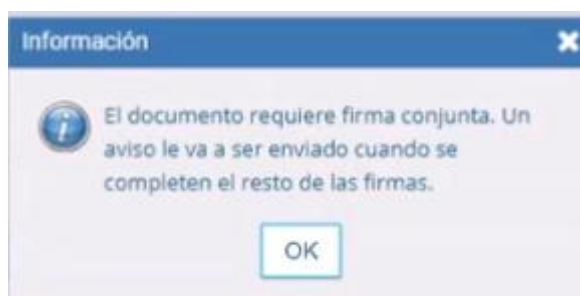 Información
El documento requiere firma conjunta. Un
aviso le va a ser enviado cuando se
completen el resto de las firmas.
OK